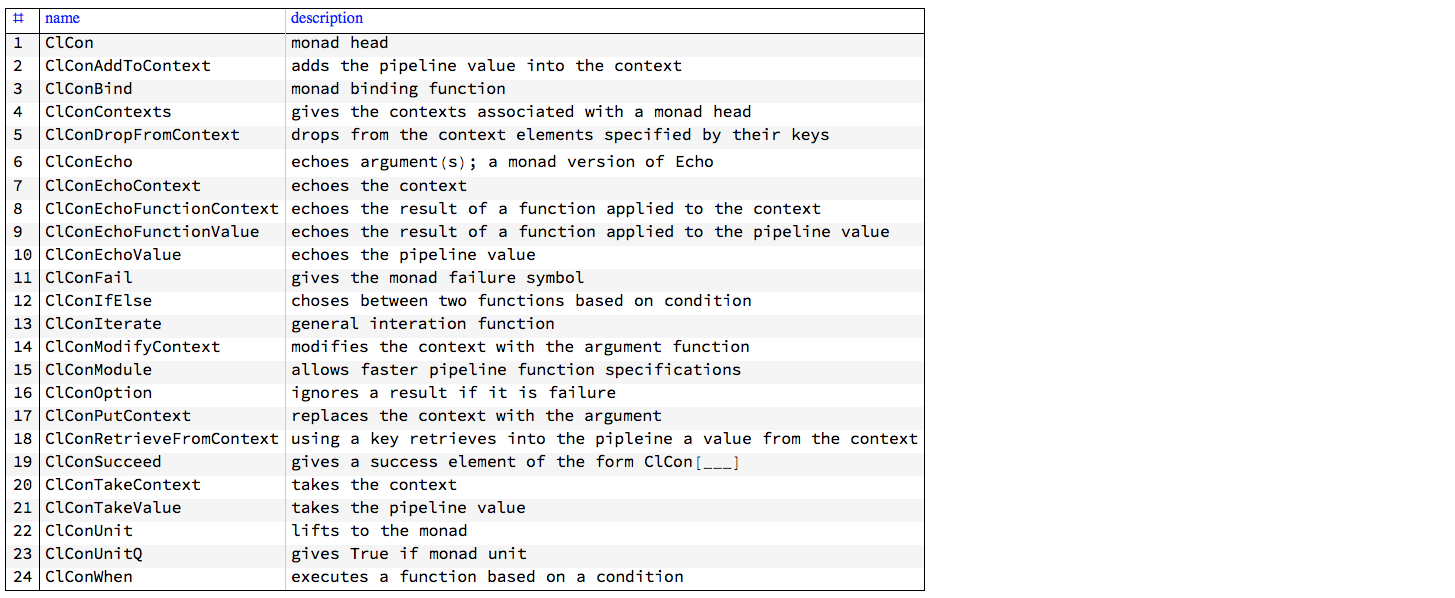 # name description
1 ClCon monad head
2 ClConAddToContext adds the pipeline value into the context
3 ClConBind monad binding function
4 ClConContexts gives the contexts associated with a monad head
5 ClConDropFromContext drops from the context elements specified by their keys
6 ClConEcho echoes argument(s); a monad version of Echo
7 ClConEchoContext echoes the context
8 ClConEchoFunctionContext echoes the result of a function applied to the context
9 ClConEchoFunctionValue echoes the result of a function applied to the pipeline value
10 ClConEchoValue echoes the pipeline value
11 ClConFail gives the monad failure symbol
12 ClConIfElse choses between two functions based on condition
13 ClConIterate general interation function
14 ClConModifyContext modifies the context with the argument function
15 ClConModule allows faster pipeline function specifications
16 ClConOption ignores a result if it is failure
17 ClConPutContext replaces the context with the argument
18 ClConRetrieveFromContext using a key retrieves into the pipleine a value from the context
19 ClConSucceed gives a success element of the form ClCon[___]
20 ClConTakeContext takes the context
21 ClConTakeValue takes the pipeline value
22 ClConUnit lifts to the monad
23 ClConUnitQ gives True if monad unit
24 ClConWhen executes a function based on a condition